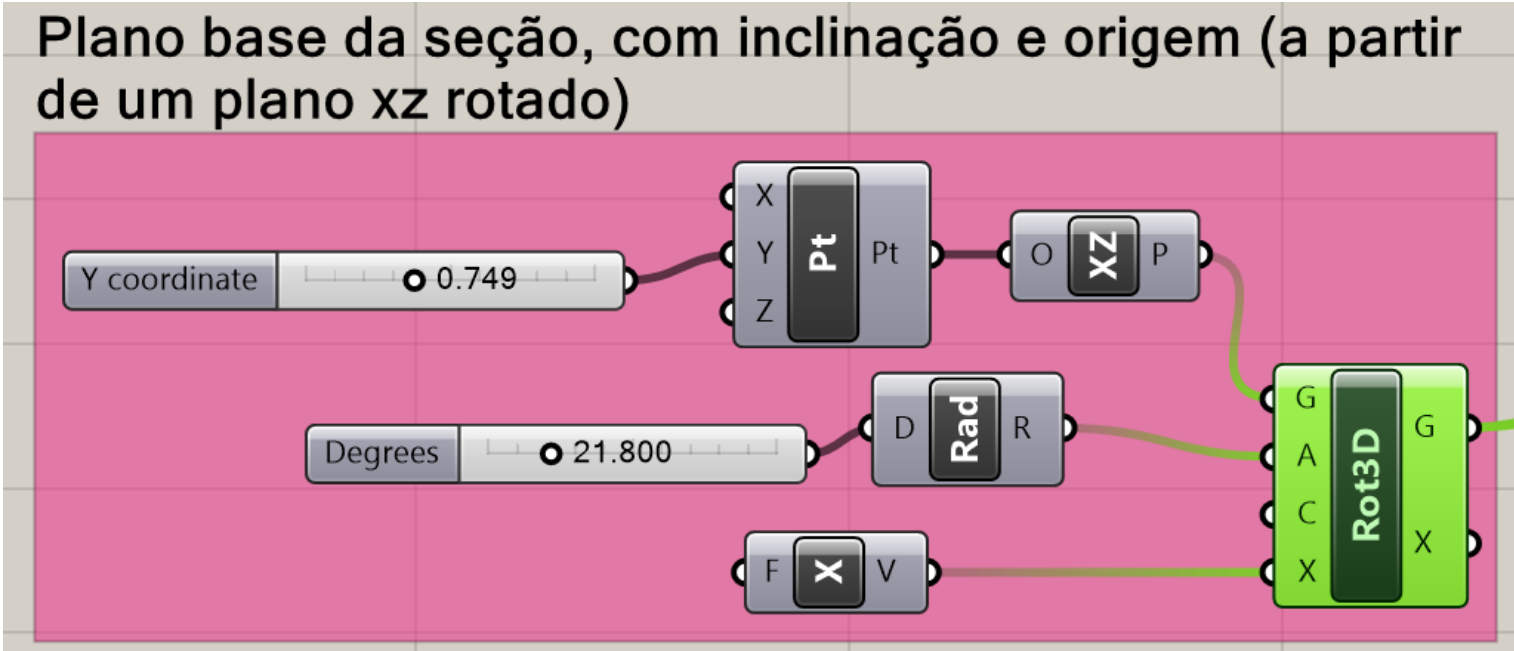 Plano base da seção, com inclinação e origem (a partir
de um plano xz rotado)
X
Y coordinate 0.749
Y Pt Pt
Z
O XZ P
Degrees 21.800
D Rad R
F X V
G
A
C
X
Rot3D
G
X